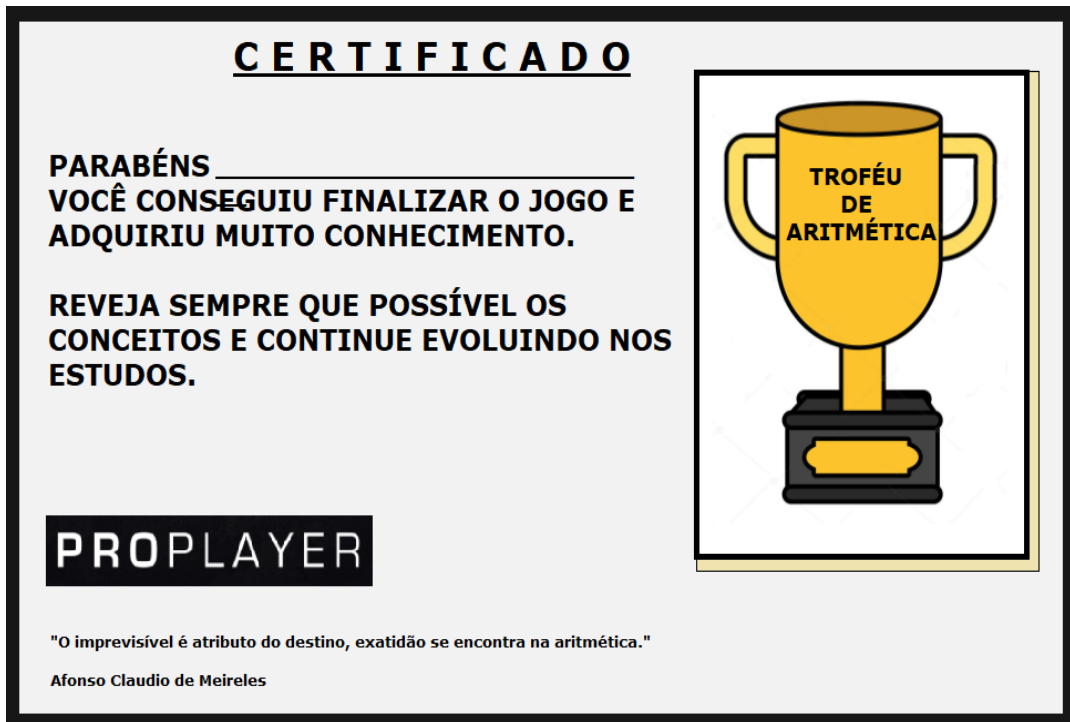 C E R T I F I C A D O
PARABÉNS ___________________________
VOCÊ CONSEGUIU FINALIZAR O JOGO E
ADQUIRIU MUITO CONHECIMENTO.
REVEJA SEMPRE QUE POSSÍVEL OS
CONCEITOS E CONTINUE EVOLUINDO NOS
ESTUDOS.
TROFÉU
DE
ARITMÉTICA
PROPLAYER
"O imprevisível é atributo do destino, exatidão se encontra na aritmética."
Afonso Claudio de Meireles